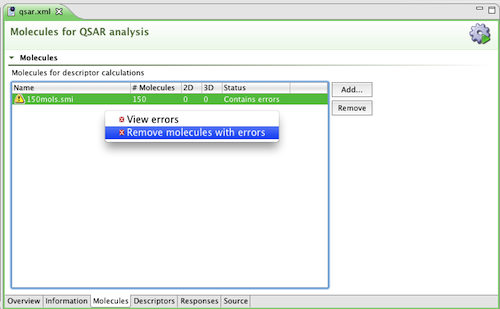 qsar.xml
Molecules for QSAR analysis
Molecules
Molecules for descriptor calculations
Name # Molecules 2D 3D Status
150mols.smi 150 0 0 Contains errors
Add...
Remove
View errors
Remove molecules with errors
Overview Information Molecules Descriptors Responses Source